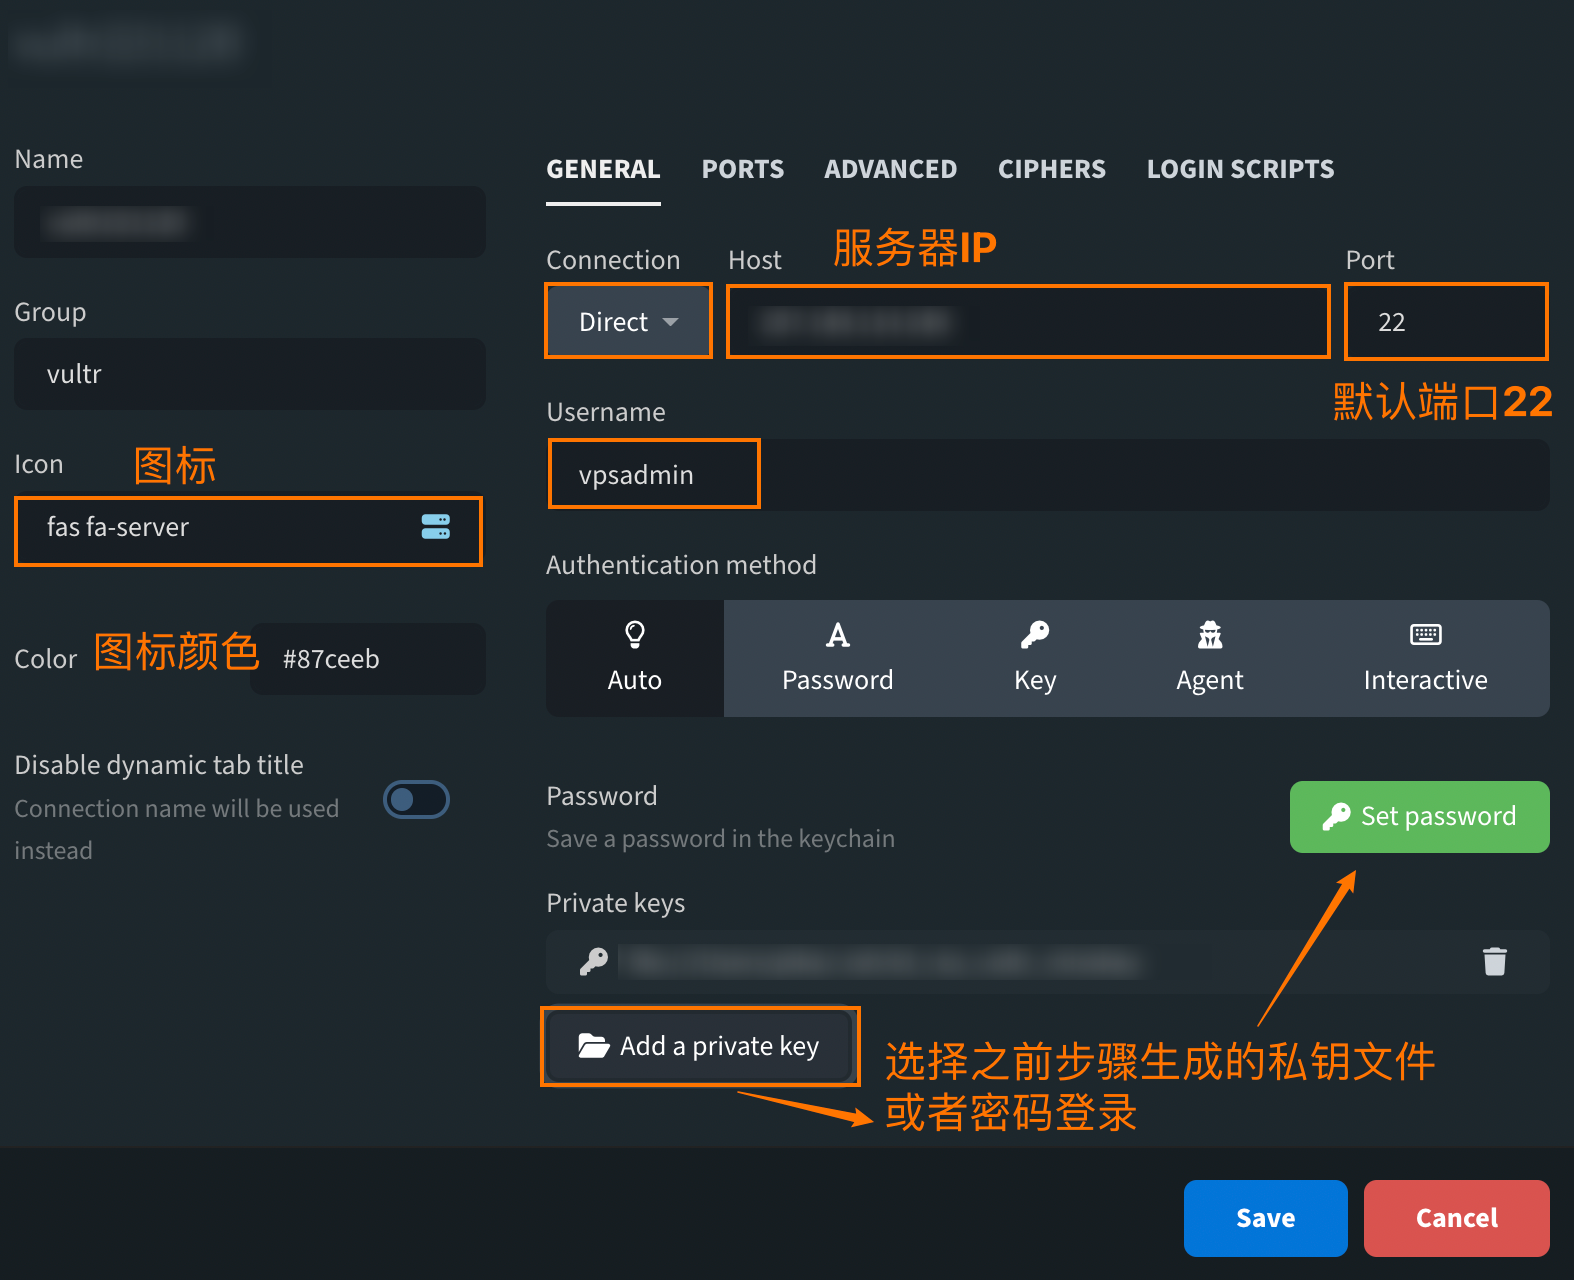 Name
Group
vultr
Icon
图标
fas fa-server
Color
图标颜色
#87ceeb
Disable dynamic tab title
Connection name will be used
instead
GENERAL PORTS ADVANCED CIPHERS LOGIN SCRIPTS
Connection
Host
服务器IP
Port
Direct
22
默认端口22
Username
vpsadmin
Authentication method
Auto
Password
Key
Agent
Interactive
Password
Save a password in the keychain
Set password
Private keys
Add a private key
选择之前步骤生成的私钥文件
或者密码登录
Save
Cancel